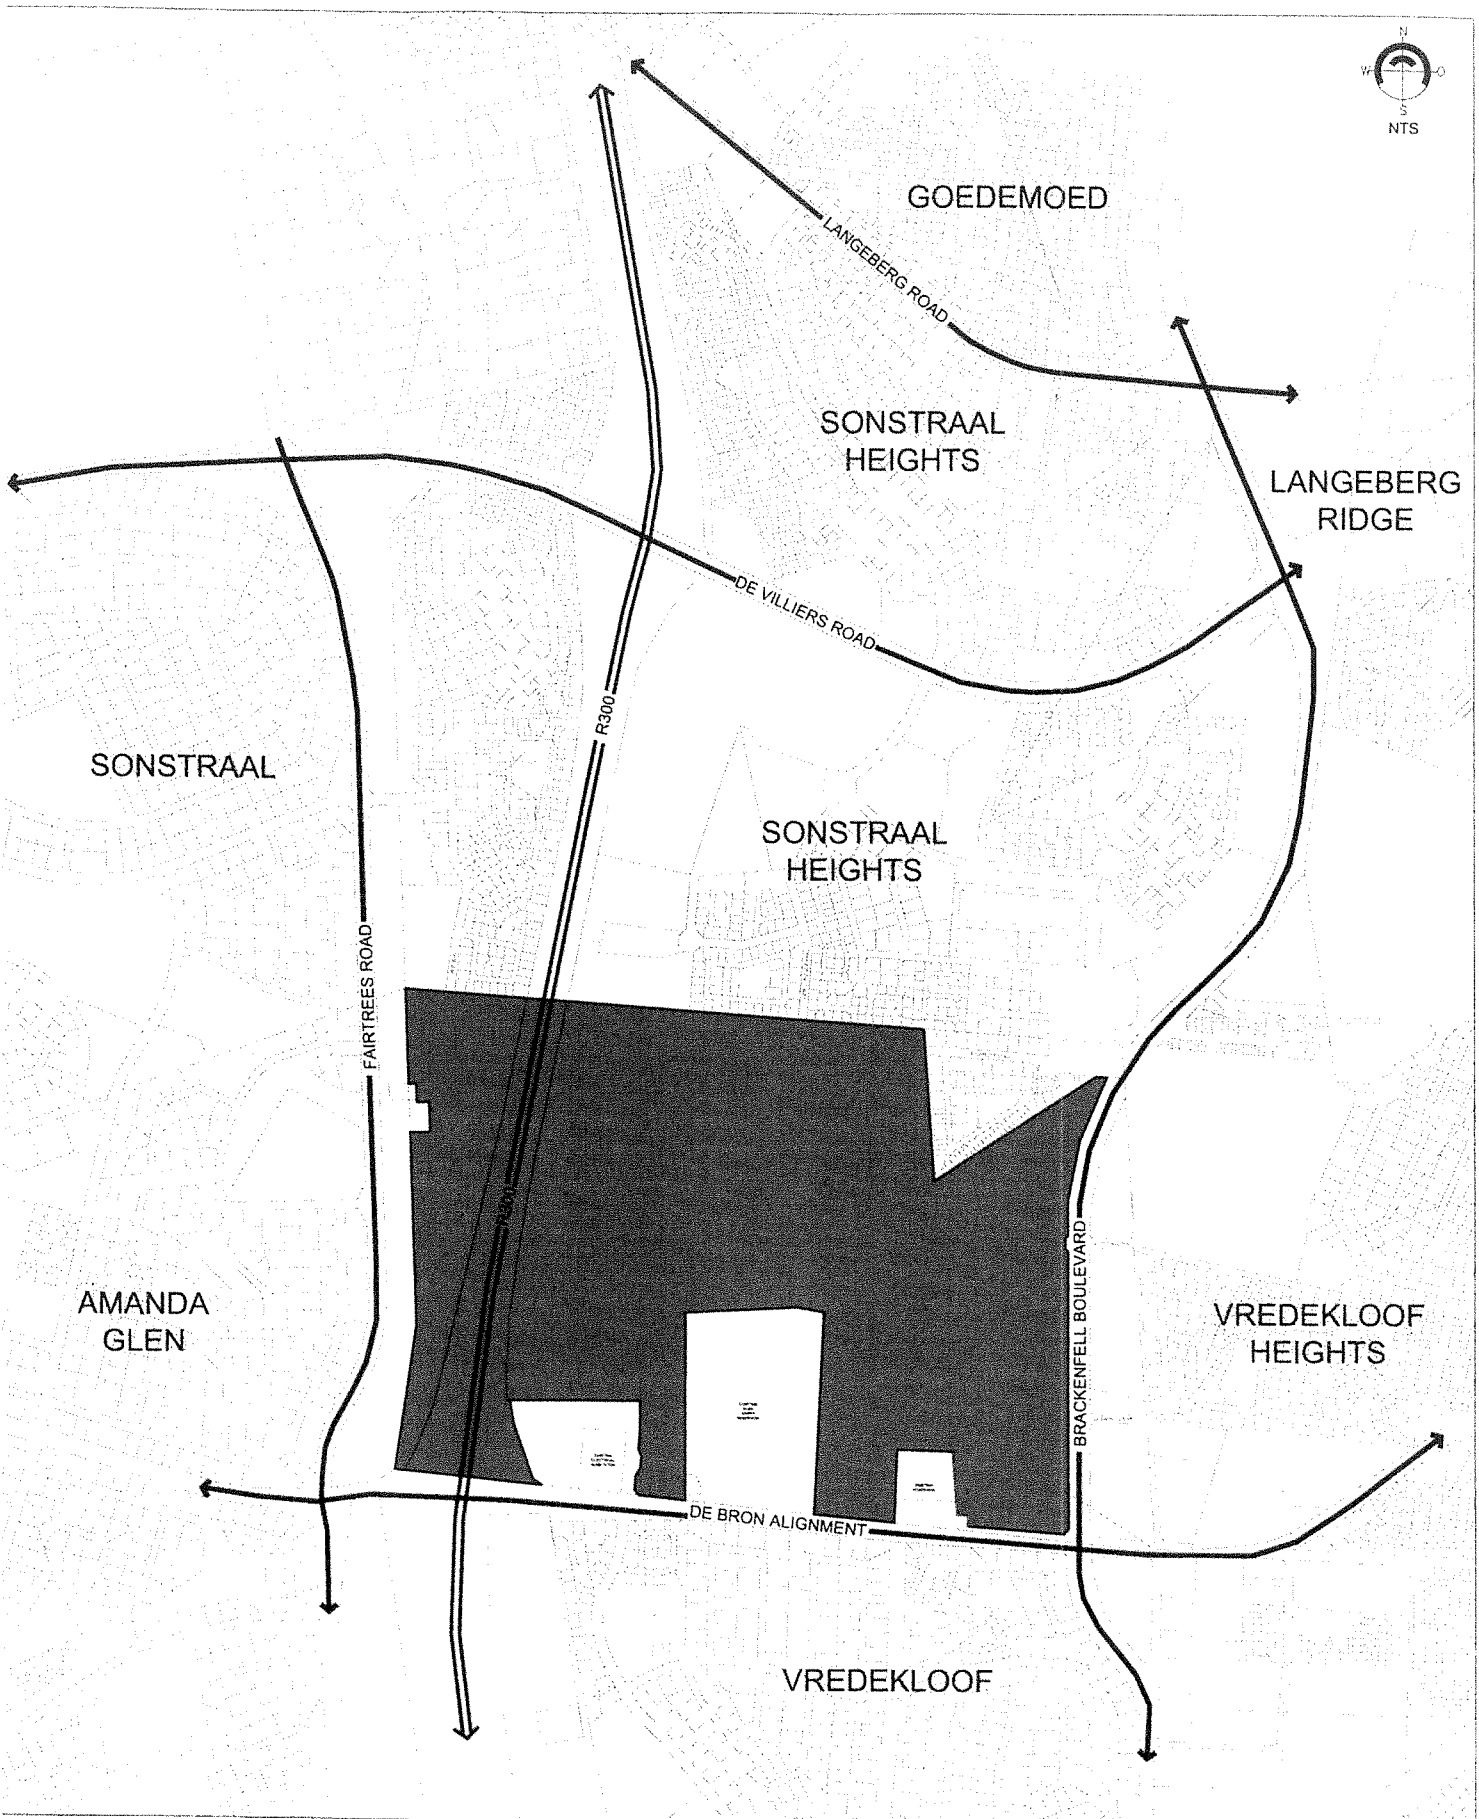 N
W
O
S
NTS
GOEDEMOED
LANGEBERG ROAD
SONSTRAAL
HEIGHTS
LANGEBERG
RIDGE
DE VILLIERS ROAD
R300
SONSTRAAL
SONSTRAAL
HEIGHTS
FAIRTREES ROAD
R300
BRACKENFELL BOULEVARD
AMANDA
GLEN
VREDEKLOOF
HEIGHTS
DE BRON ALIGNMENT
VREDEKLOOF